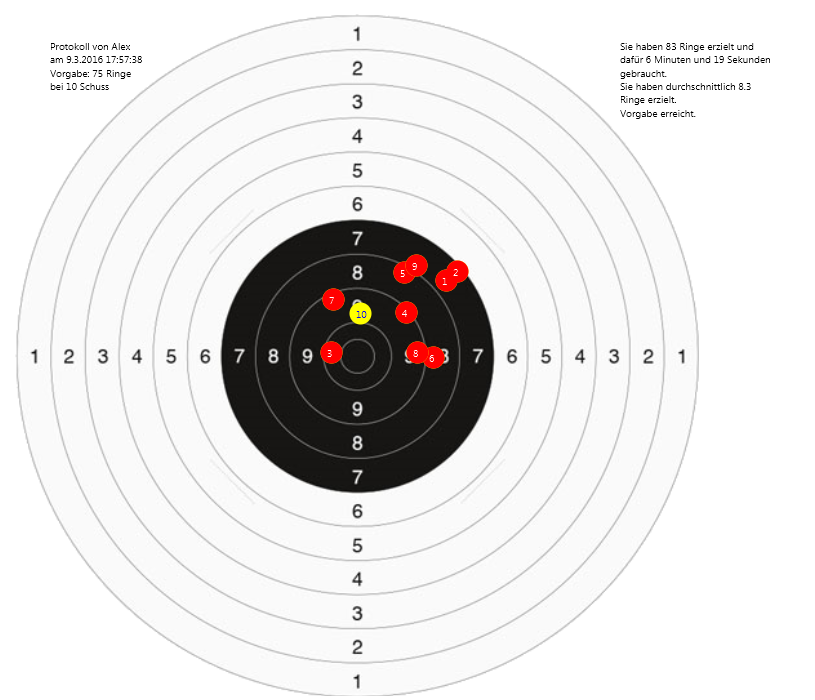 Protokoll von Alex
am 9.3.2016 17:57:38
Vorgabe: 75 Ringe
bei 10 Schuss
Sie haben 83 Ringe erzielt und
dafür 6 Minuten und 19 Sekunden
gebraucht.
Sie haben durchschnittlich 8.3
Ringe erzielt.
Vorgabe erreicht.
1
2
3
4
5
6
7
8
5 9
1 2
7
10
4
1 2 3 4 5 6 7 8 9 3 8 6 7 6 5 4 3 2 1
9
8
7
6
5
4
3
2
1